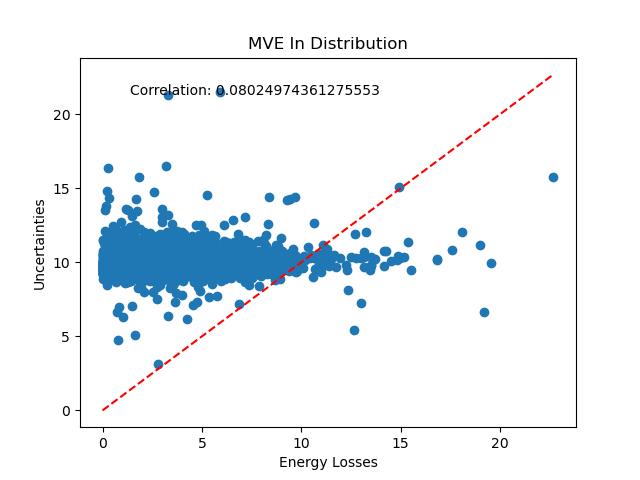 MVE In Distribution
Correlation: 0.08024974361275553
20
15
10
5
0
Uncertainties
0 5 10 15 20
Energy Losses